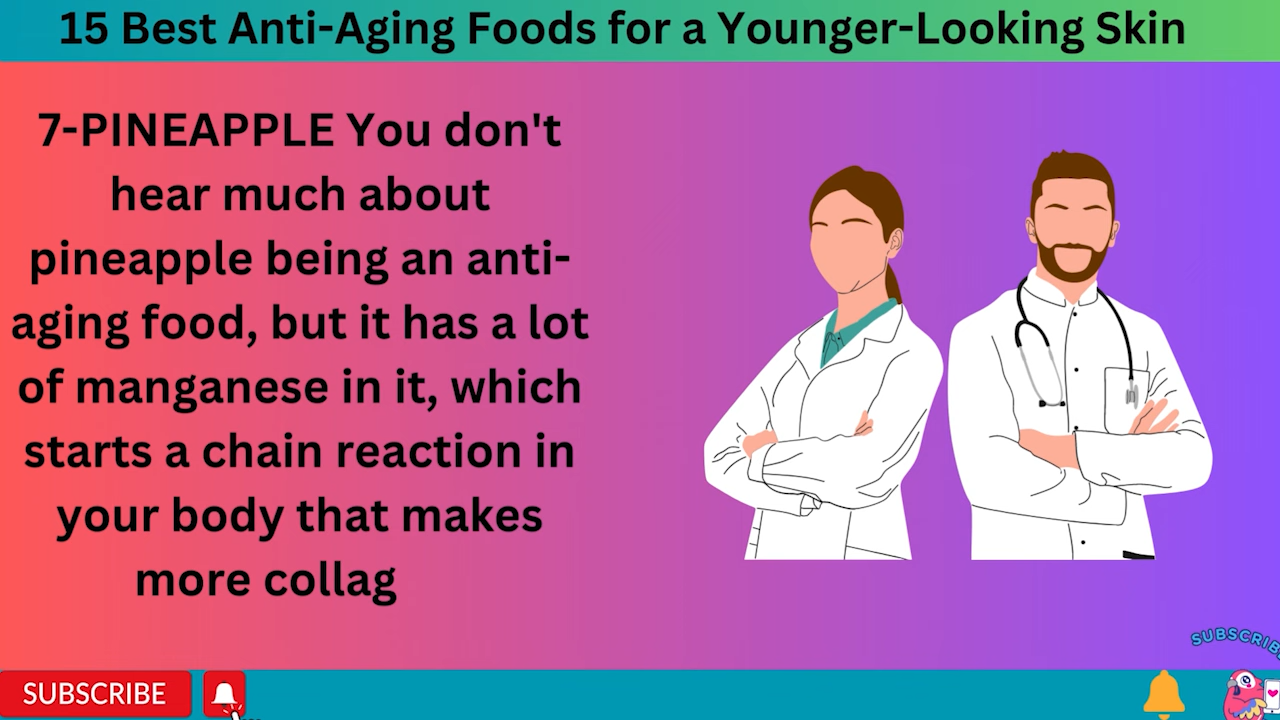 15 Best Anti-Aging Foods for a Younger-Looking Skin
7-PINEAPPLE You don't
hear much about
pineapple being an anti-
aging food, but it has a lot
of manganese in it, which
starts a chain reaction in
your body that makes
more collag
SUBSCRIBE
SUBSCRIBE